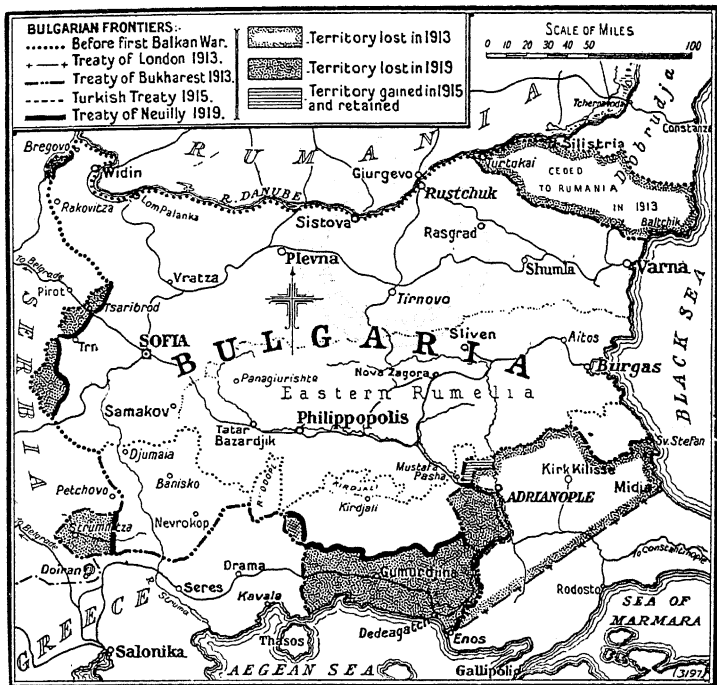 BULGARIAN FRONTIERS:-
Before first Balkan War.
Treaty of London 1913.
Treaty of Bukharest 1913.
Turkish Treaty 1915.
Treaty of Neuilly 1919.
Territory lost in 1913
Territory lost in 1919
Territory gained in 1915
and retained
SCALE OF MILES
0 10 20 30 40 50 100
RUMANIA
Tchernavoda
Constanza
Dobrudja
Bregovo
Widin
Giurgevo
Turtokai
Silistria
CEDED
TO RUMANIA
IN 1913
Baltchik
Rakovitza
Lom Palanka
R. DANUBE
Sistova
Rustchuk
Rasgrad
Plevna
Shumla
Varna
To Belgrade
Pirot
Vratza
Tirnovo
Tsaribrod
SERBIA
Trn
SOFIA
BULGARIA
Sliven
Aitos
Burgas
BLACK SEA
Panagiurishte
Nova Zagora
Eastern Rumelia
Samakov
Philippopolis
Tatar
Bazardjik
Djumaia
Sv. Stefan
Mustafa
Pasha
Kirk Kilisse
Midia
Banisko
KIRDJALI
Kirdjali
ADRIANOPLE
Petchovo
Nevrokop
Strumnitza
To Belgrade
Doiran
Drama
Gumurdjina
To Constantinople
Seres
R. Struma
Kavala
Rodosto
GREECE
Dedeagatch
Enos
SEA OF
MARMARA
Thasos
Salonika
AEGEAN SEA
Gallipoli
3197